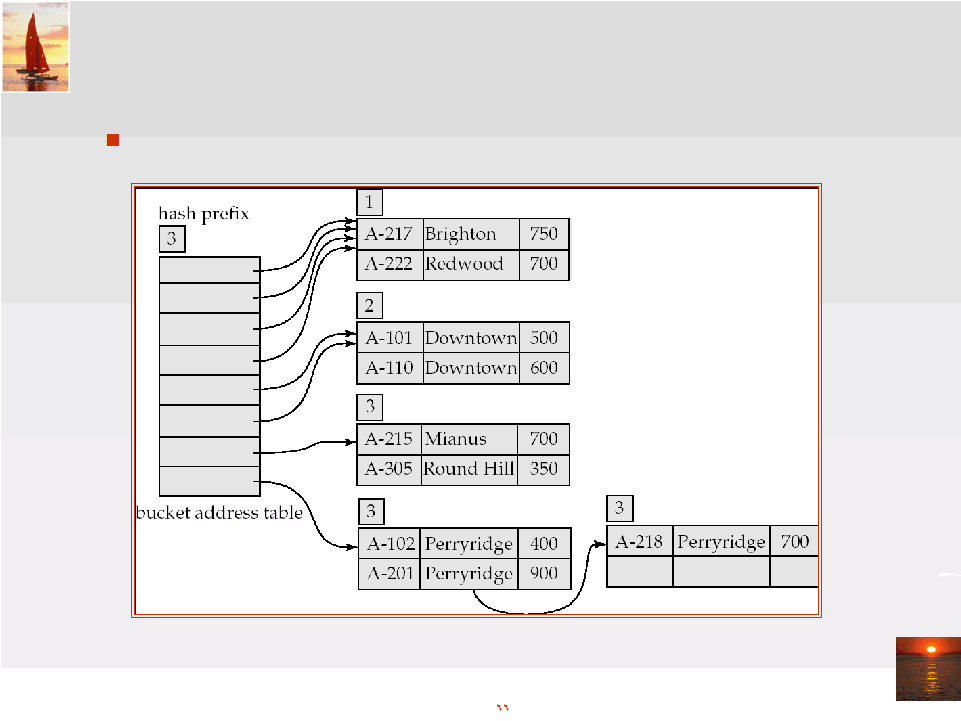 hash prefix
3
bucket address table
1
A-217 Brighton 750
A-222 Redwood 700
2
A-101 Downtown 500
A-110 Downtown 600
3
A-215 Mianus 700
A-305 Round Hill 350
3
A-102 Perryridge 400
A-201 Perryridge 900
3
A-218 Perryridge 700